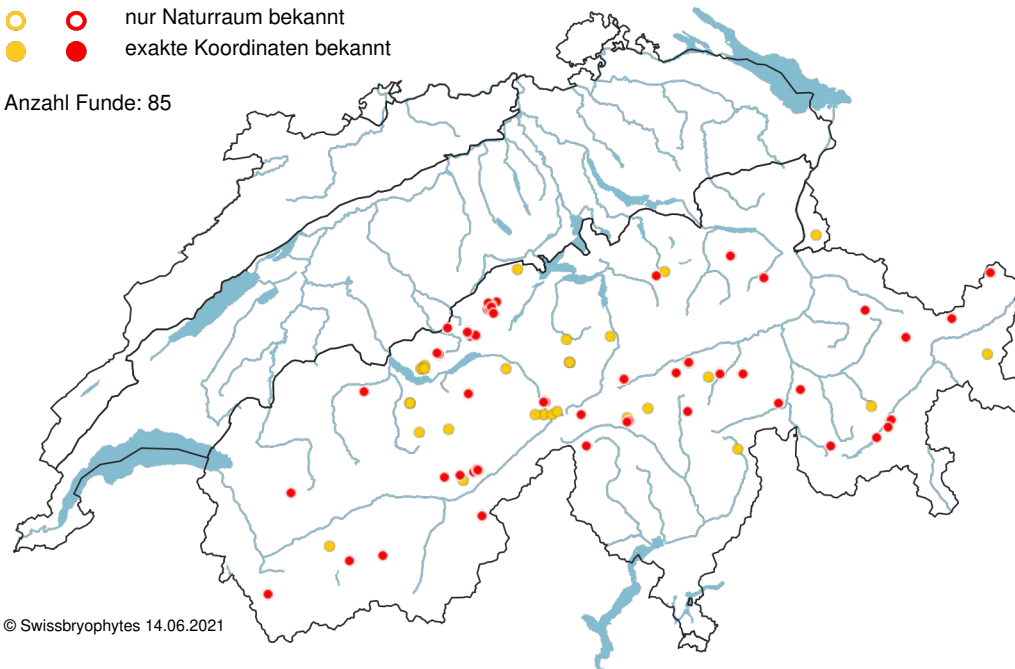 nur Naturraum bekannt
exakte Koordinaten bekannt
Anzahl Funde: 85
© Swissbryophytes 14.06.2021